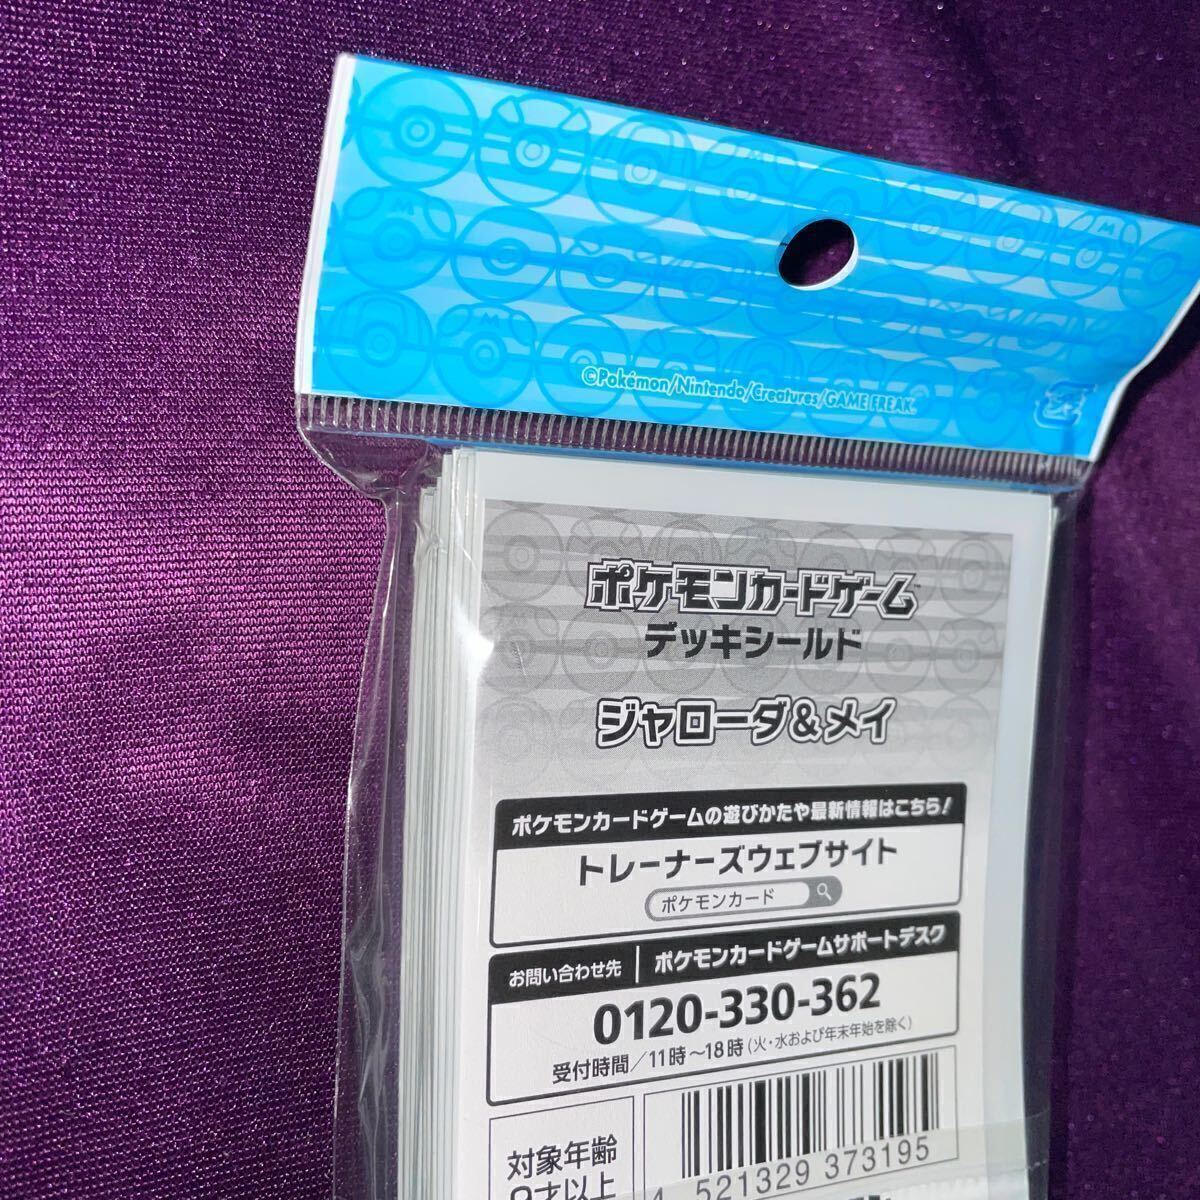 ©Pokémon/Nintendo/Creatures/GAME FREAK.
ポケモンカードゲーム™
デッキシールド
ジャローダ&メイ
ポケモンカードゲームの遊びかたや最新情報はこちら!
トレーナーズウェブサイト
ポケモンカード
お問い合わせ先 ポケモンカードゲームサポートデスク
0120-330-362
受付時間/11時~18時(火・水および年末年始を除く)
対象年齢
9才以上
4 521329 373195